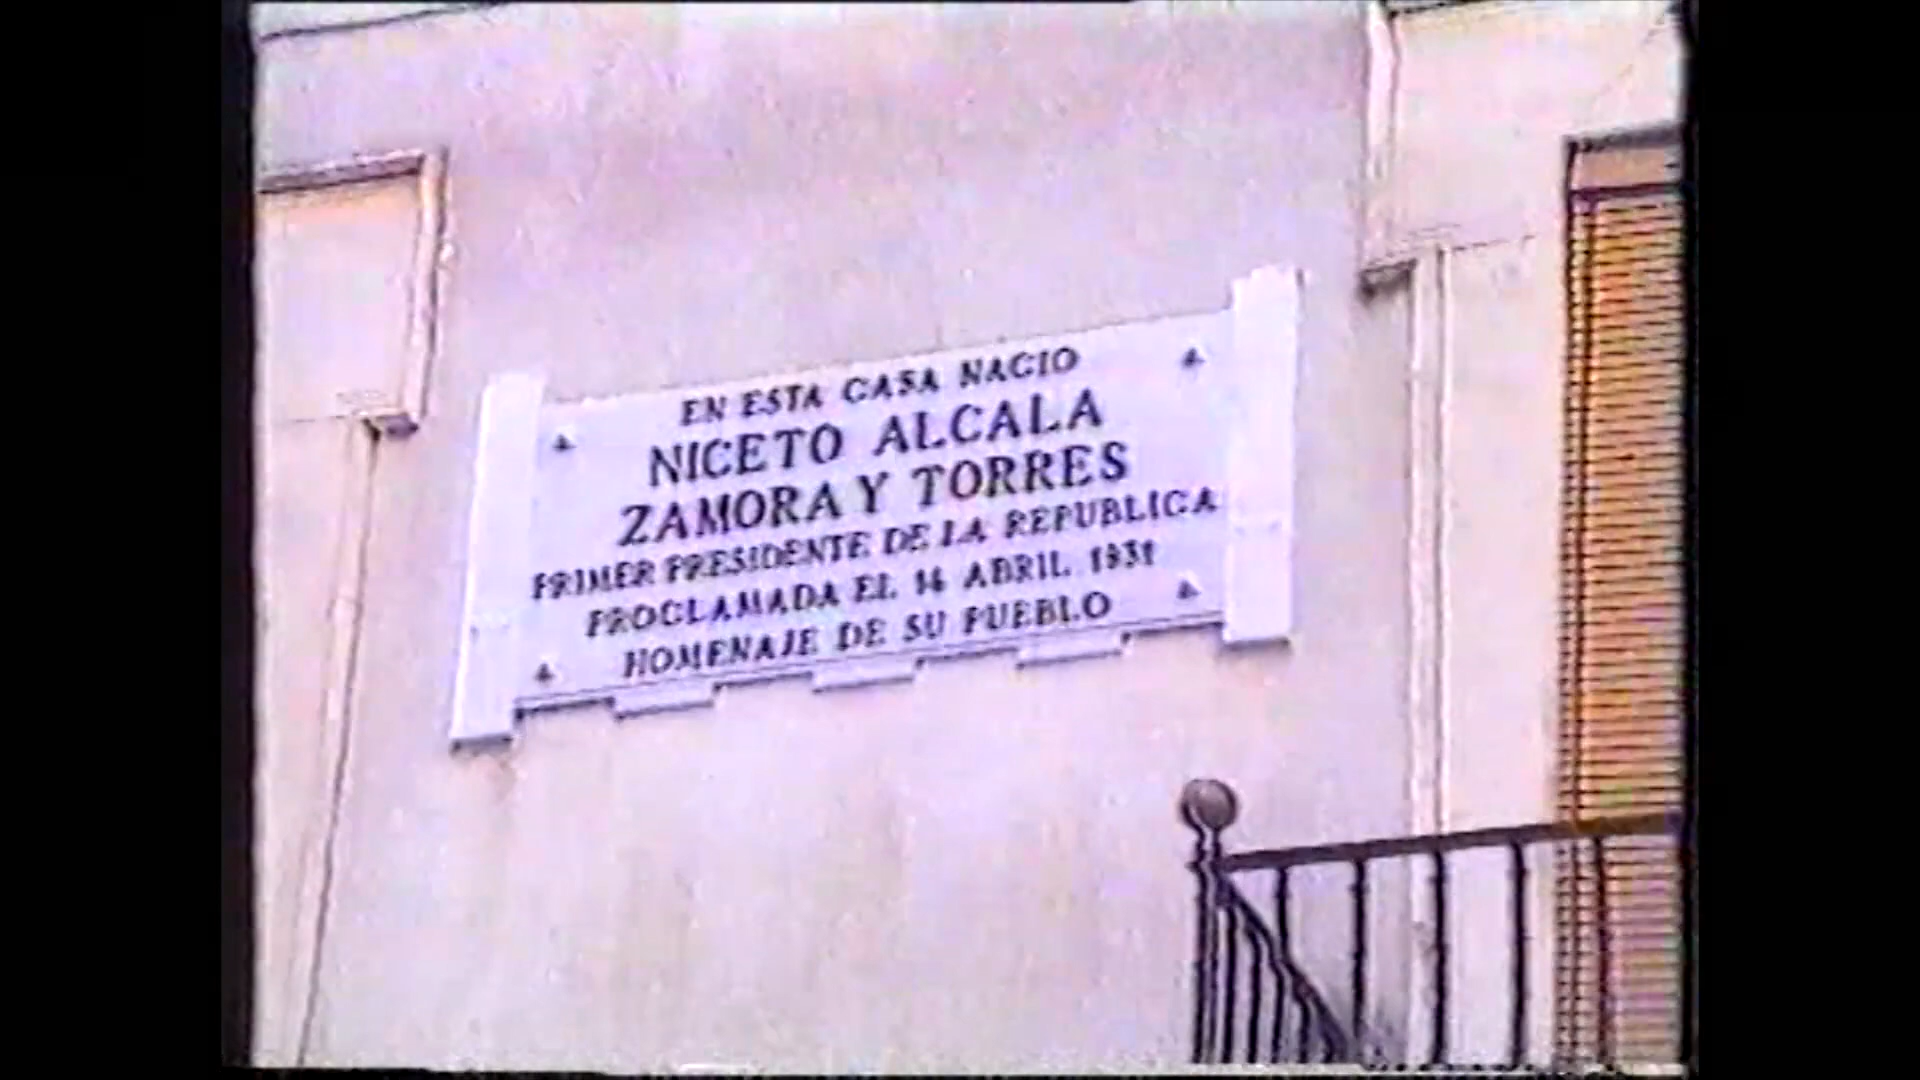 EN ESTA CASA NACIO
NICETO ALCALA
ZAMORA Y TORRES
PRIMER PRESIDENTE DE LA REPUBLICA
PROCLAMADA EL 14 ABRIL 1931
HOMENAJE DE SU PUEBLO